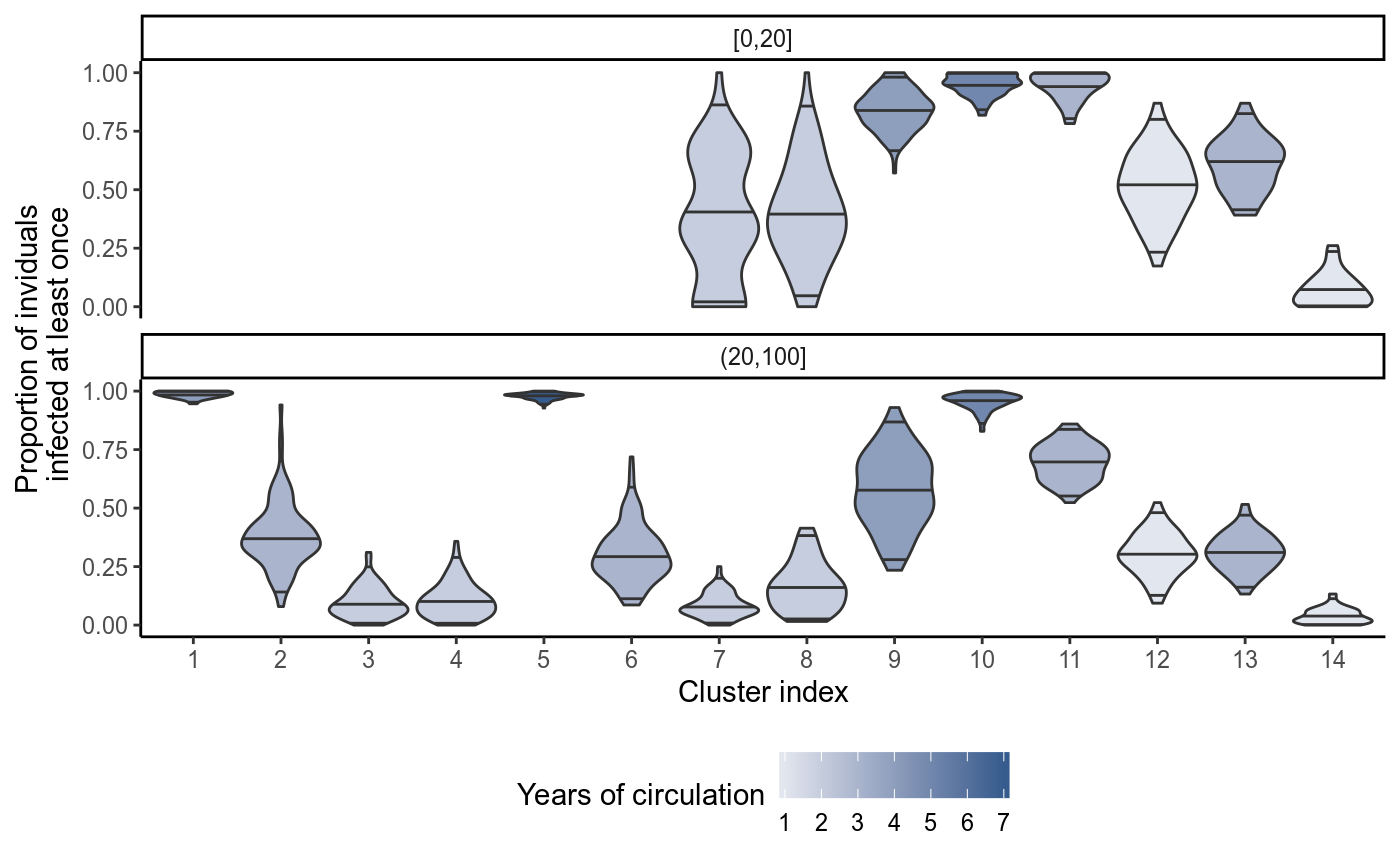 [0,20]
1.00
0.75
0.50
0.25
0.00
Proportion of inviduals
infected at least once
(20,100]
1.00
0.75
0.50
0.25
0.00
1 2 3 4 5 6 7 8 9 10 11 12 13 14
Cluster index
Years of circulation
1 2 3 4 5 6 7